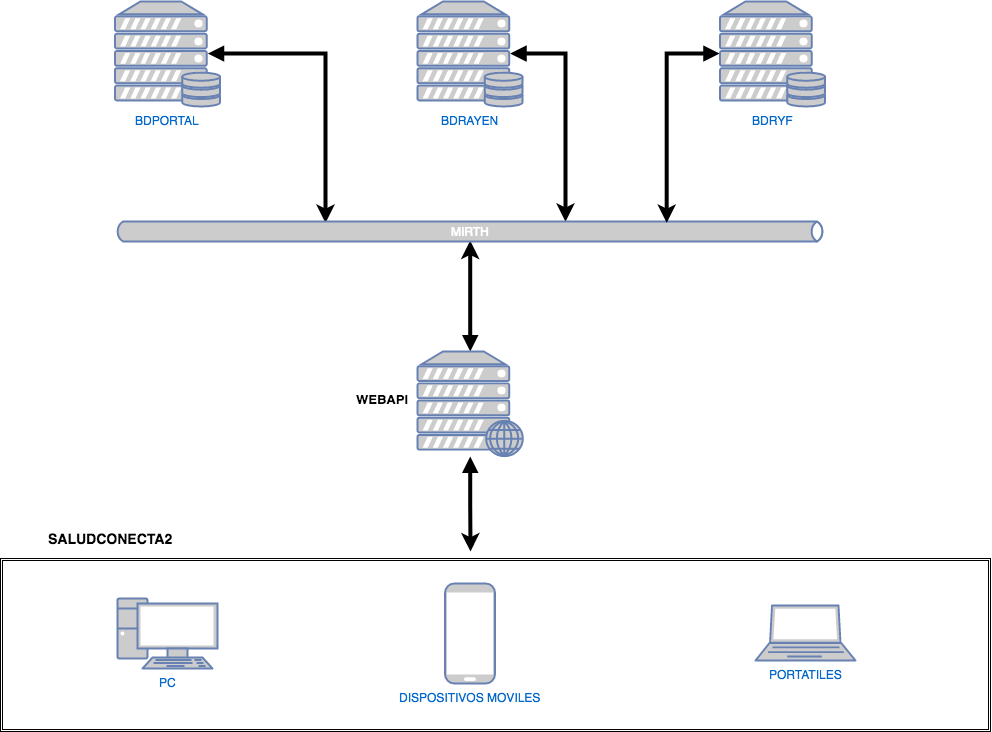 BDPORTAL
BDRAYEN
BDRYF
MIRTH
WEBAPI
SALUDCONECTA2
PC
DISPOSITIVOS MOVILES
PORTATILES